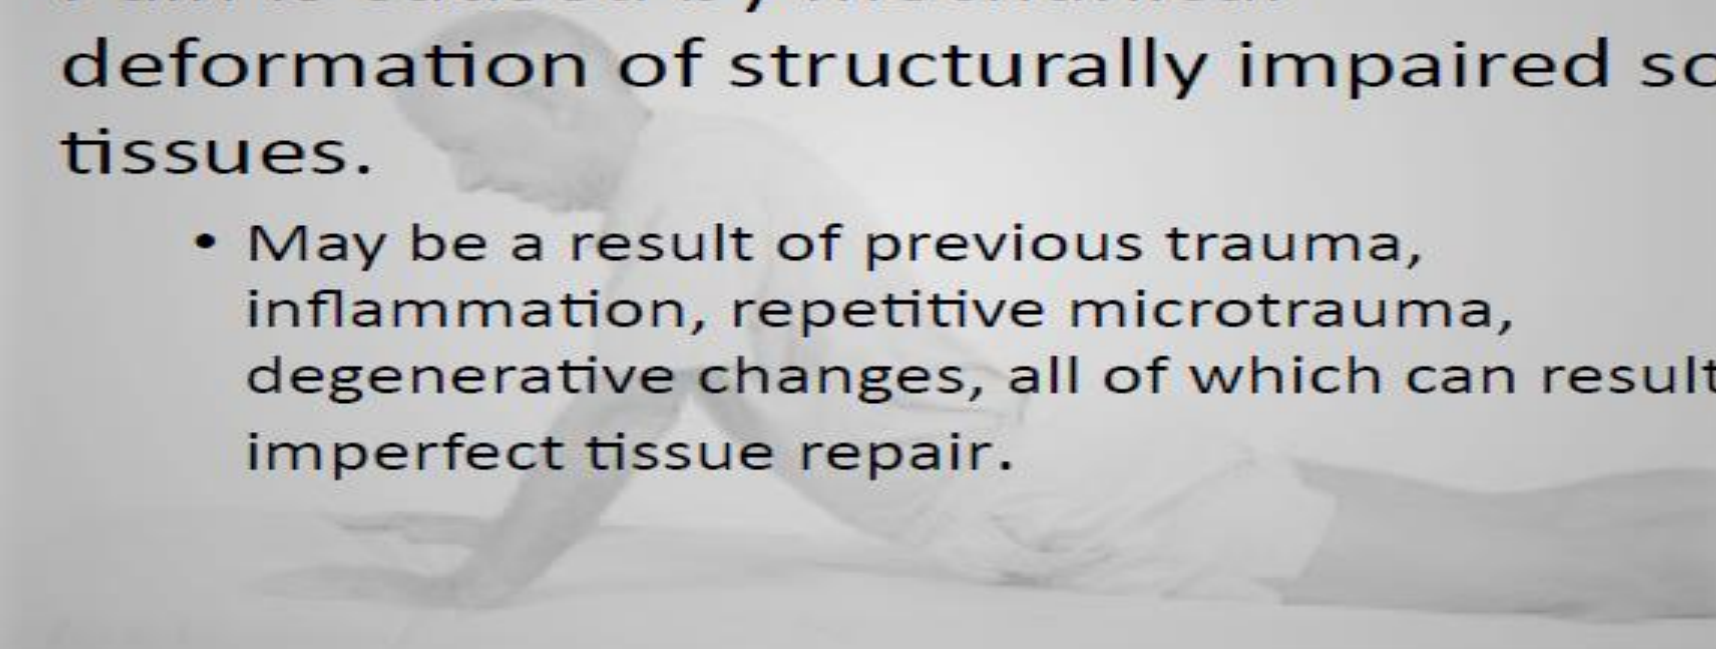 deformation of structurally impaired
tissues.
• May be a result of previous trauma,
inflammation, repetitive microtrauma,
degenerative changes, all of which can result
imperfect tissue repair.